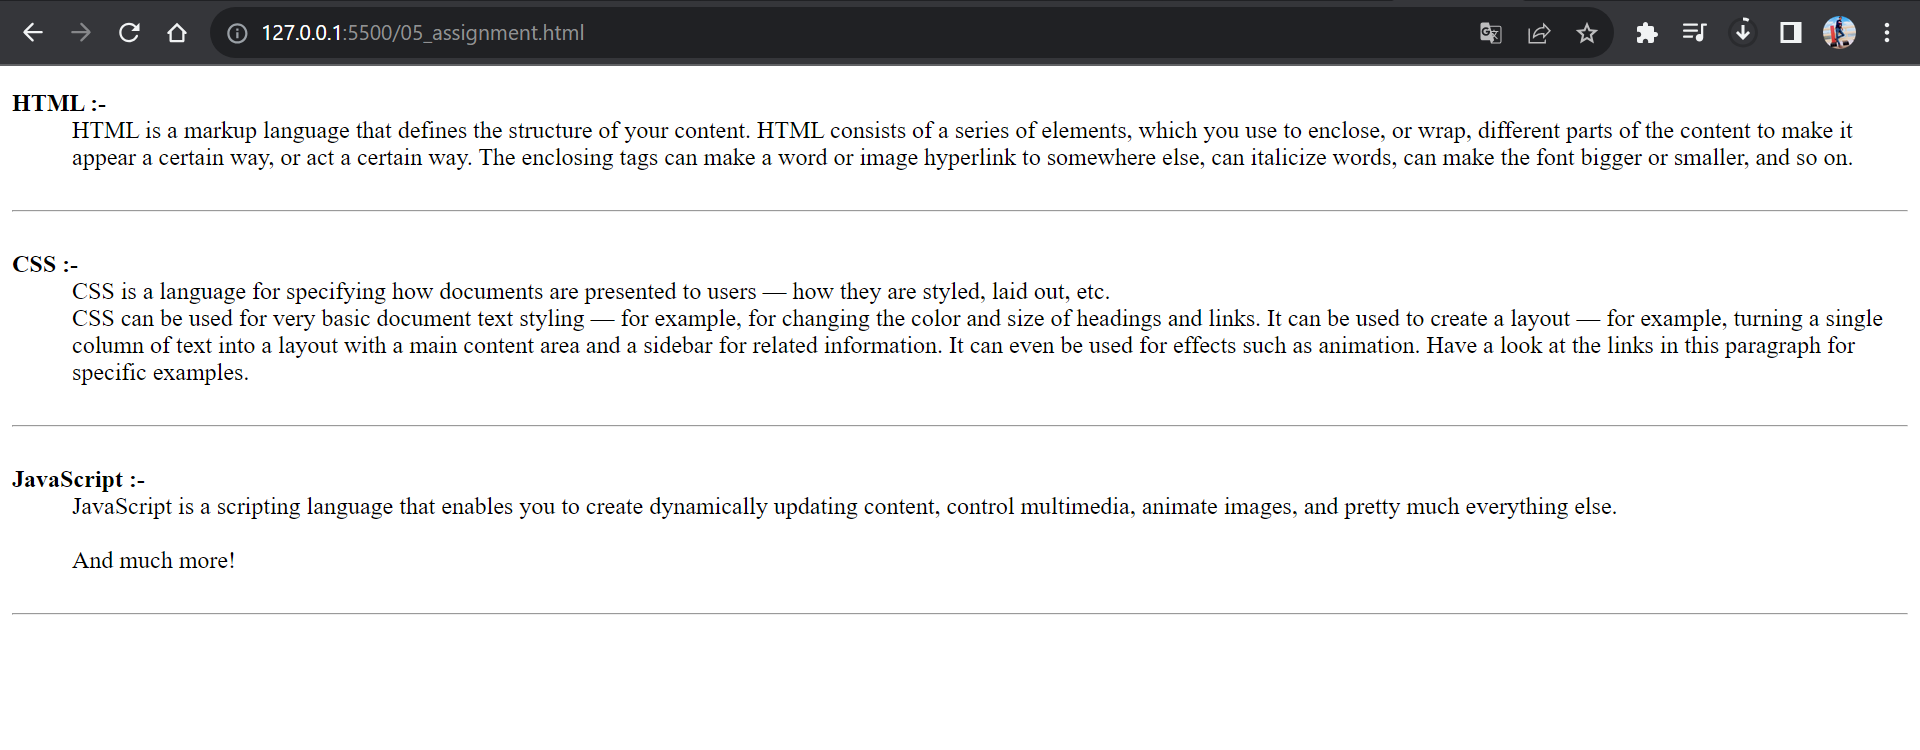 127.0.0.1:5500/05_assignment.html
HTML :-
HTML is a markup language that defines the structure of your content. HTML consists of a series of elements, which you use to enclose, or wrap, different parts of the content to make it
appear a certain way, or act a certain way. The enclosing tags can make a word or image hyperlink to somewhere else, can italicize words, can make the font bigger or smaller, and so on.
CSS :-
CSS is a language for specifying how documents are presented to users — how they are styled, laid out, etc.
CSS can be used for very basic document text styling — for example, for changing the color and size of headings and links. It can be used to create a layout — for example, turning a single
column of text into a layout with a main content area and a sidebar for related information. It can even be used for effects such as animation. Have a look at the links in this paragraph for
specific examples.
JavaScript :-
JavaScript is a scripting language that enables you to create dynamically updating content, control multimedia, animate images, and pretty much everything else.
And much more!